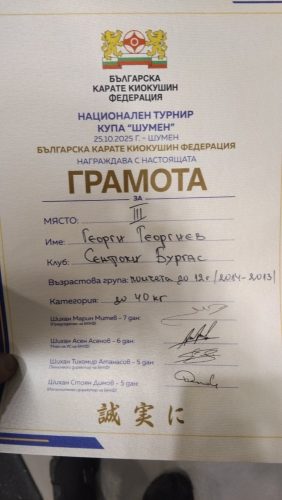 БЪЛГАРСКА
КАРАТЕ КИОКУШИН
ФЕДЕРАЦИЯ
НАЦИОНАЛЕН ТУРНИР
КУПА "ШУМЕН"
25.10.2025 Г. - ШУМЕН
БЪЛГАРСКА КАРАТЕ КИОКУШИН ФЕДЕРАЦИЯ
НАГРАЖДАВА С НАСТОЯЩАТА
ГРАМОТА
ЗА
МЯСТО: III
Име: Георги Георгиев
Клуб: Бургас
Възрастова група: момчета до 12г /2014-2013/
Категория: до 40 кг
Шихан Марин Митев - 7 дан:
Шихан Асен Асенов - 6 дан:
Шихан Тихомир Атанасов - 5 дан:
Шихан Стоян Димов - 5 дан:
誠実に